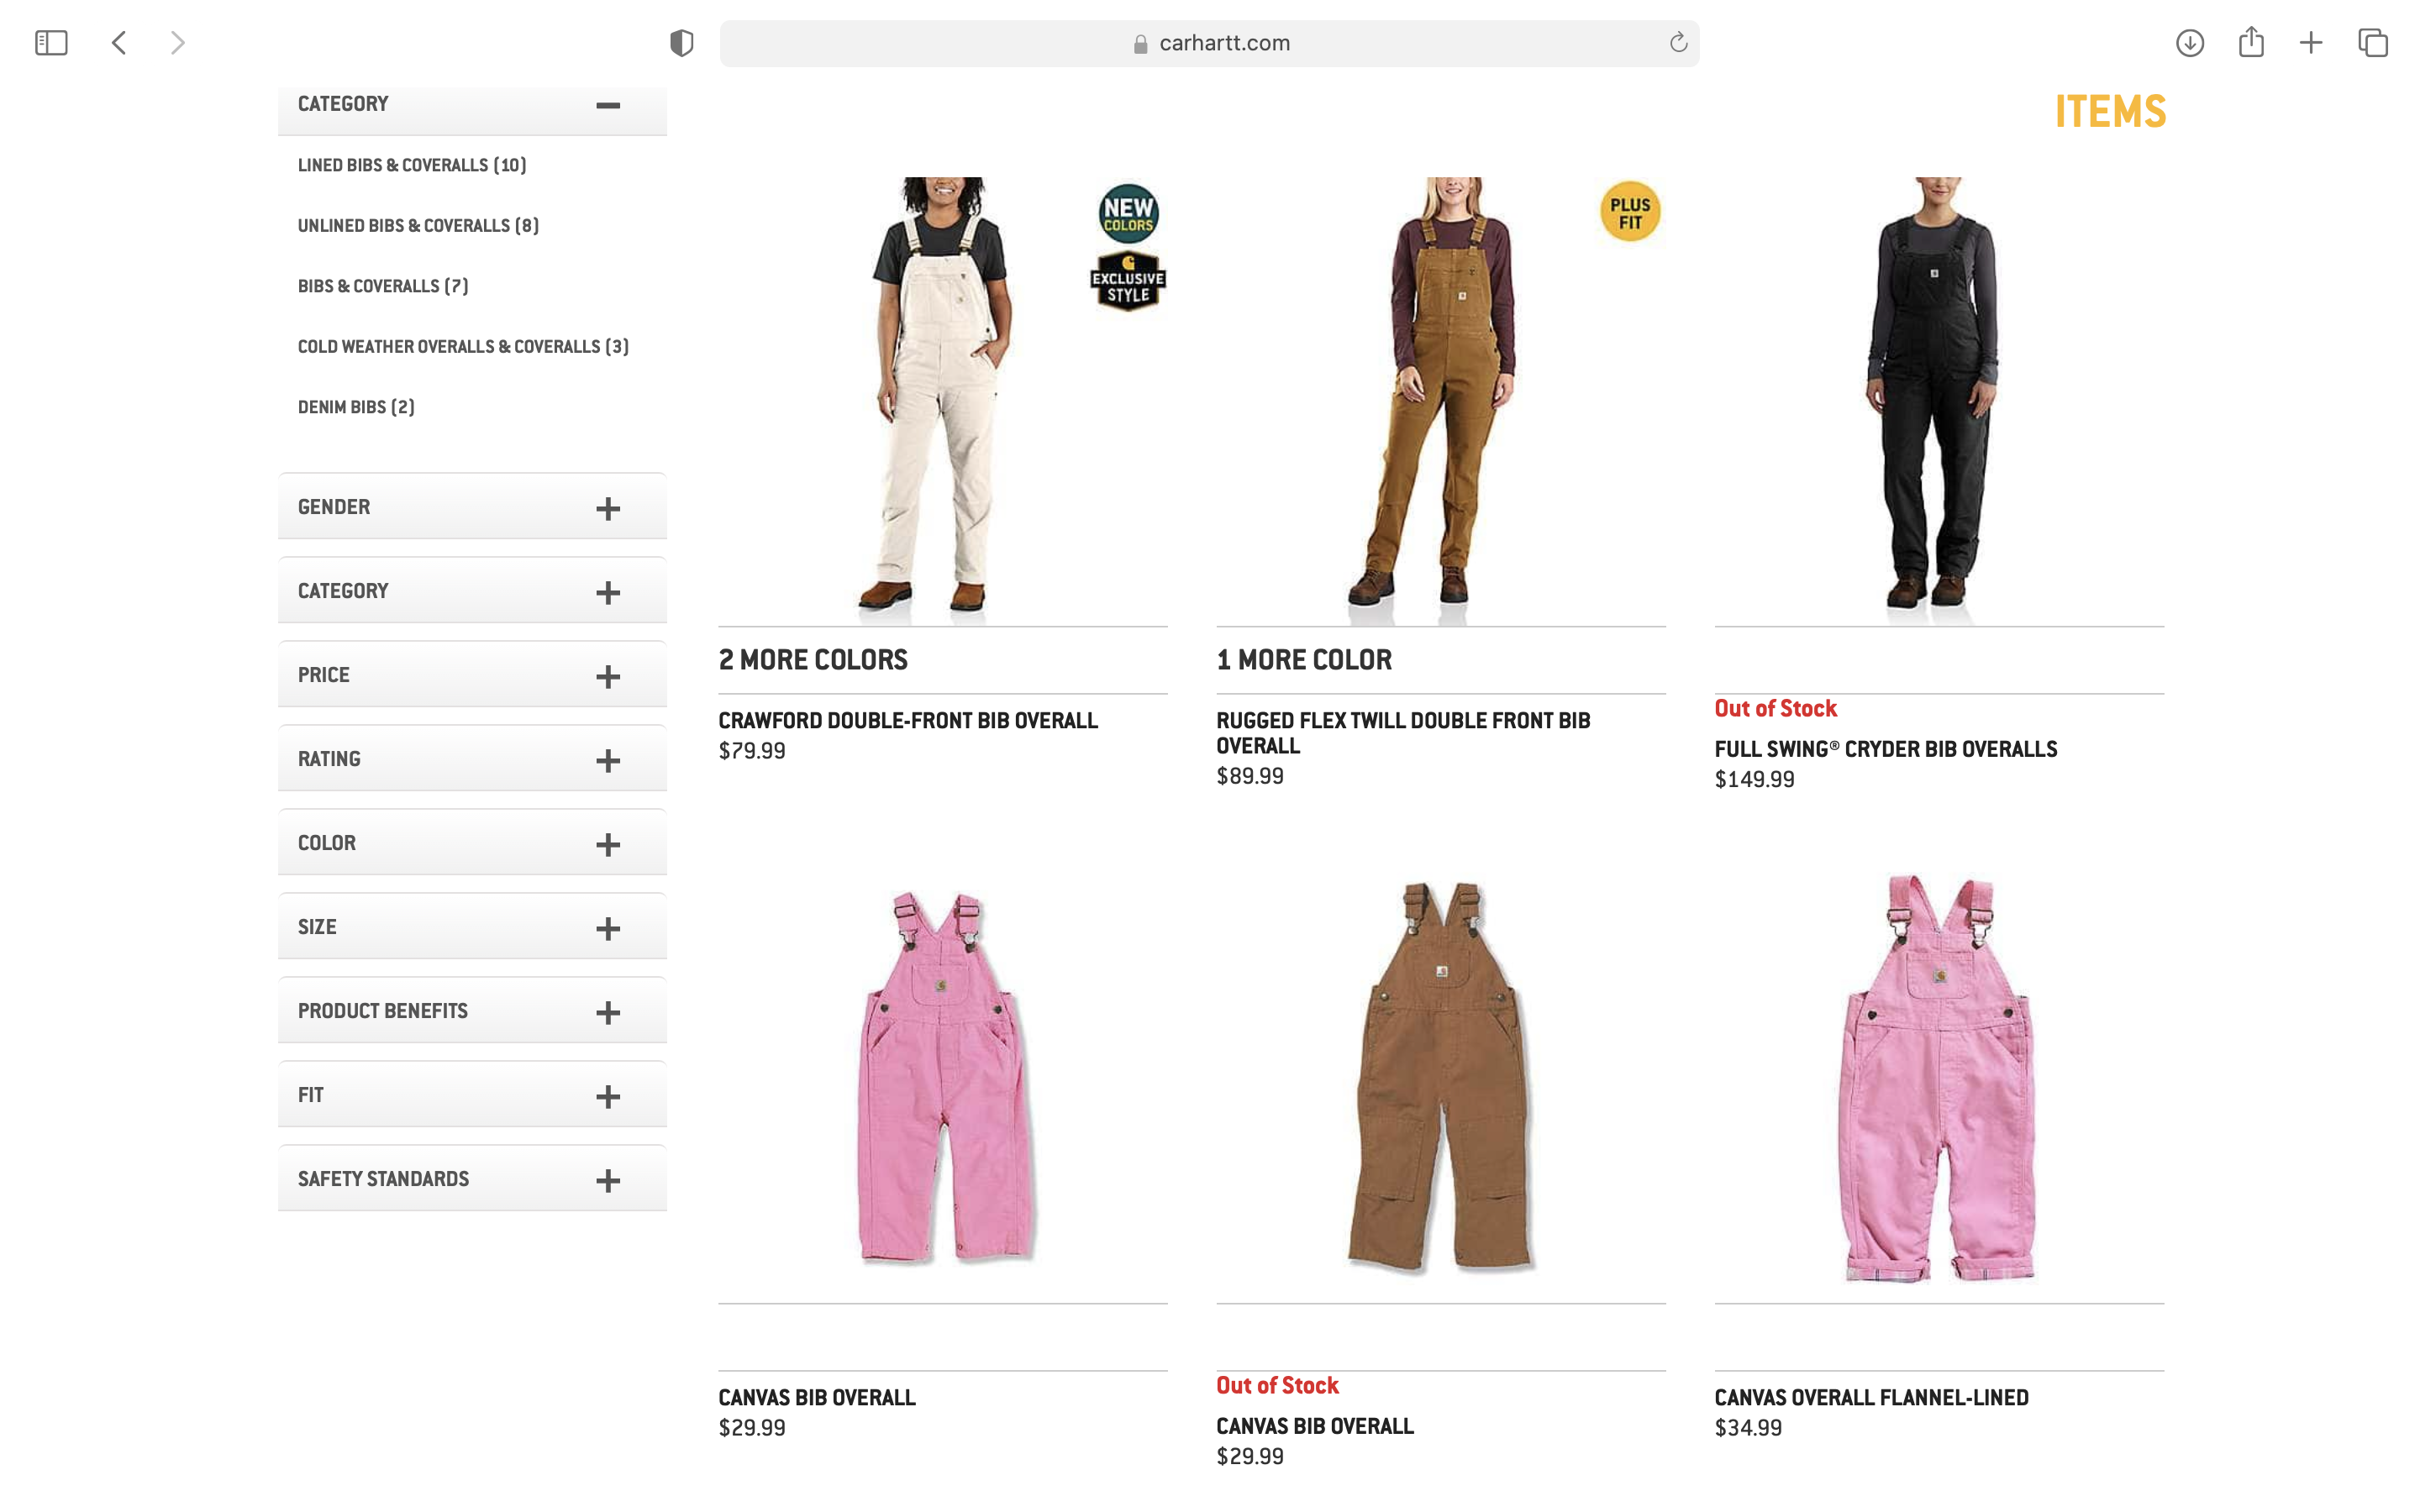 carhartt.com
CATEGORY
LINED BIBS & COVERALLS (10)
UNLINED BIBS & COVERALLS (8)
BIBS & COVERALLS (7)
COLD WEATHER OVERALLS & COVERALLS (3)
DENIM BIBS (2)
GENDER
CATEGORY
PRICE
RATING
COLOR
SIZE
PRODUCT BENEFITS
FIT
SAFETY STANDARDS
ITEMS
NEW
COLORS
EXCLUSIVE
STYLE
PLUS
FIT
2 MORE COLORS
CRAWFORD DOUBLE-FRONT BIB OVERALL
$79.99
1 MORE COLOR
RUGGED FLEX TWILL DOUBLE FRONT BIB
OVERALL
$89.99
Out of Stock
FULL SWING® CRYDER BIB OVERALLS
$149.99
CANVAS BIB OVERALL
$29.99
Out of Stock
CANVAS BIB OVERALL
$29.99
CANVAS OVERALL FLANNEL-LINED
$34.99